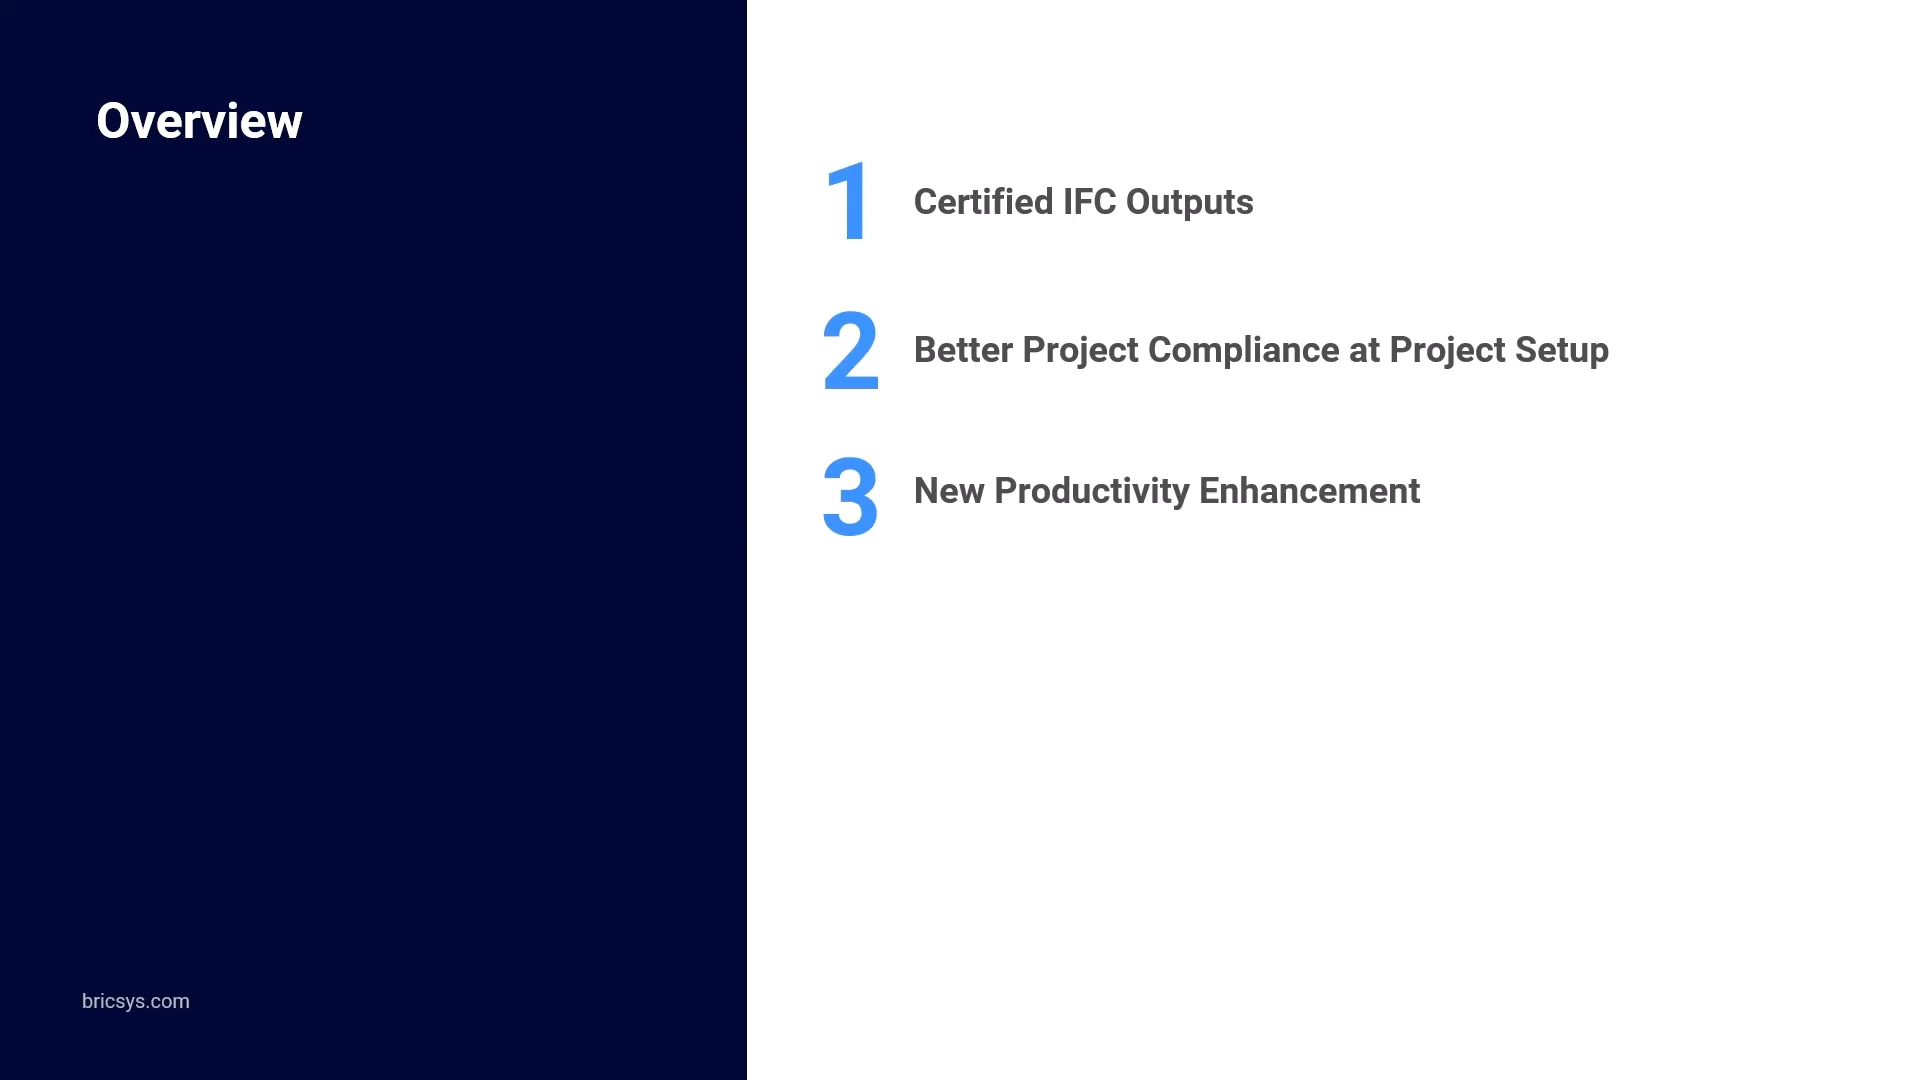 Overview
1 Certified IFC Outputs
2 Better Project Compliance at Project Setup
3 New Productivity Enhancement
bricsys.com